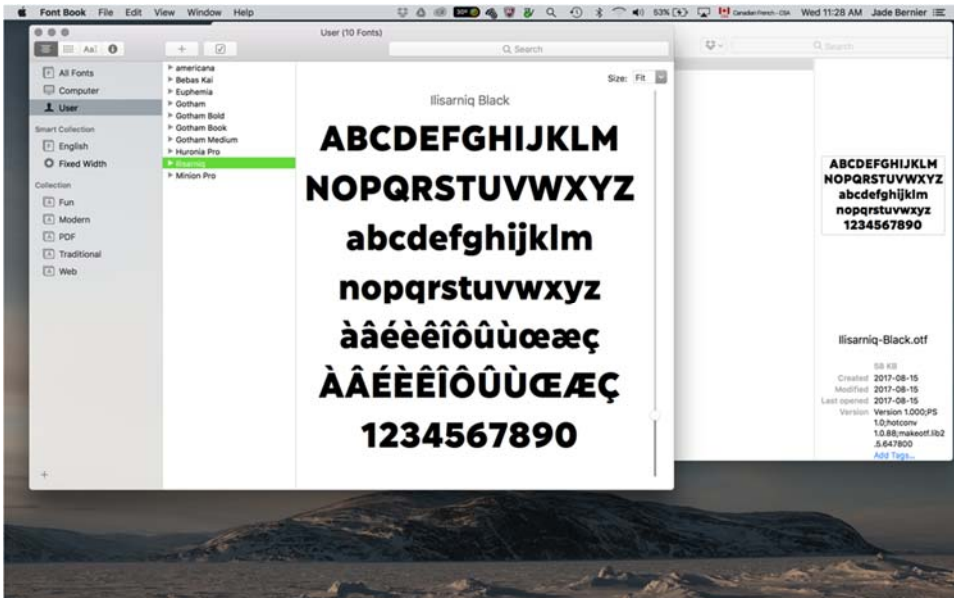 Font Book File Edit View Window Help 53% Canadian French - CSA Wed 11:28 AM Jade Bernier
User (10 Fonts)
Aa
Search
Search
All Fonts
Computer
User
Smart Collection
English
Fixed Width
Collection
Fun
Modern
PDF
Traditional
Web
americana
Bebas Kai
Euphemia
Gotham
Gotham Bold
Gotham Book
Gotham Medium
Huronia Pro
Ilisarniq
Minion Pro
Size: Fit
Ilisarniq Black
ABCDEFGHIJKLM
NOPQRSTUVWXYZ
abcdefghijklm
nopqrstuvwxyz
àâéèêîôûùœæç
ÀÂÉÈÊÎÔÛÙŒÆÇ
1234567890
ABCDEFGHIJKLM
NOPQRSTUVWXYZ
abcdefghijklm
nopqrstuvwxyz
1234567890
Ilisarniq-Black.otf
58 KB
Created 2017-08-15
Modified 2017-08-15
Last opened 2017-08-15
Version Version 1.000;PS
1.0;hotconv
1.0.88;makeotf.lib2
.5.647800
Add Tags...